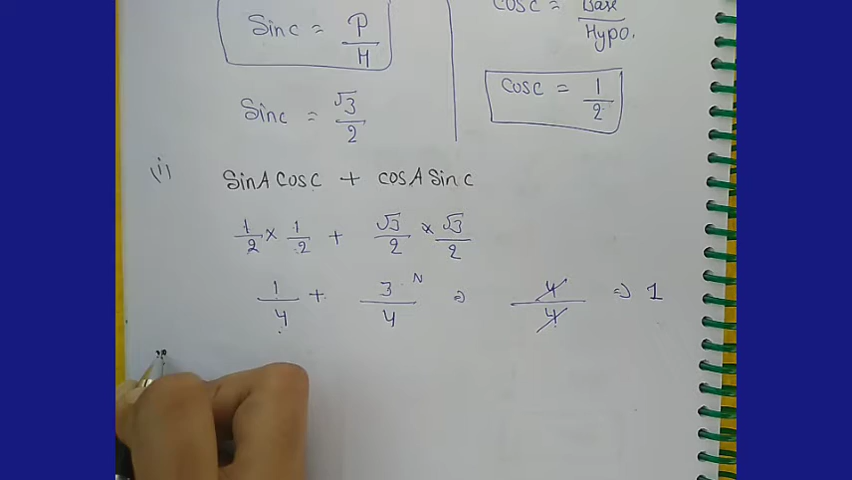 Sinc = P/H
Cosc = Base/Hypo.
Sinc = √3/2
Cosc = 1/2
(i) SinA Cosc + cosA Sinc
1/2 × 1/2 + √3/2 × √3/2
1/4 + 3/4 ⇒ 4/4 ⇒ 1